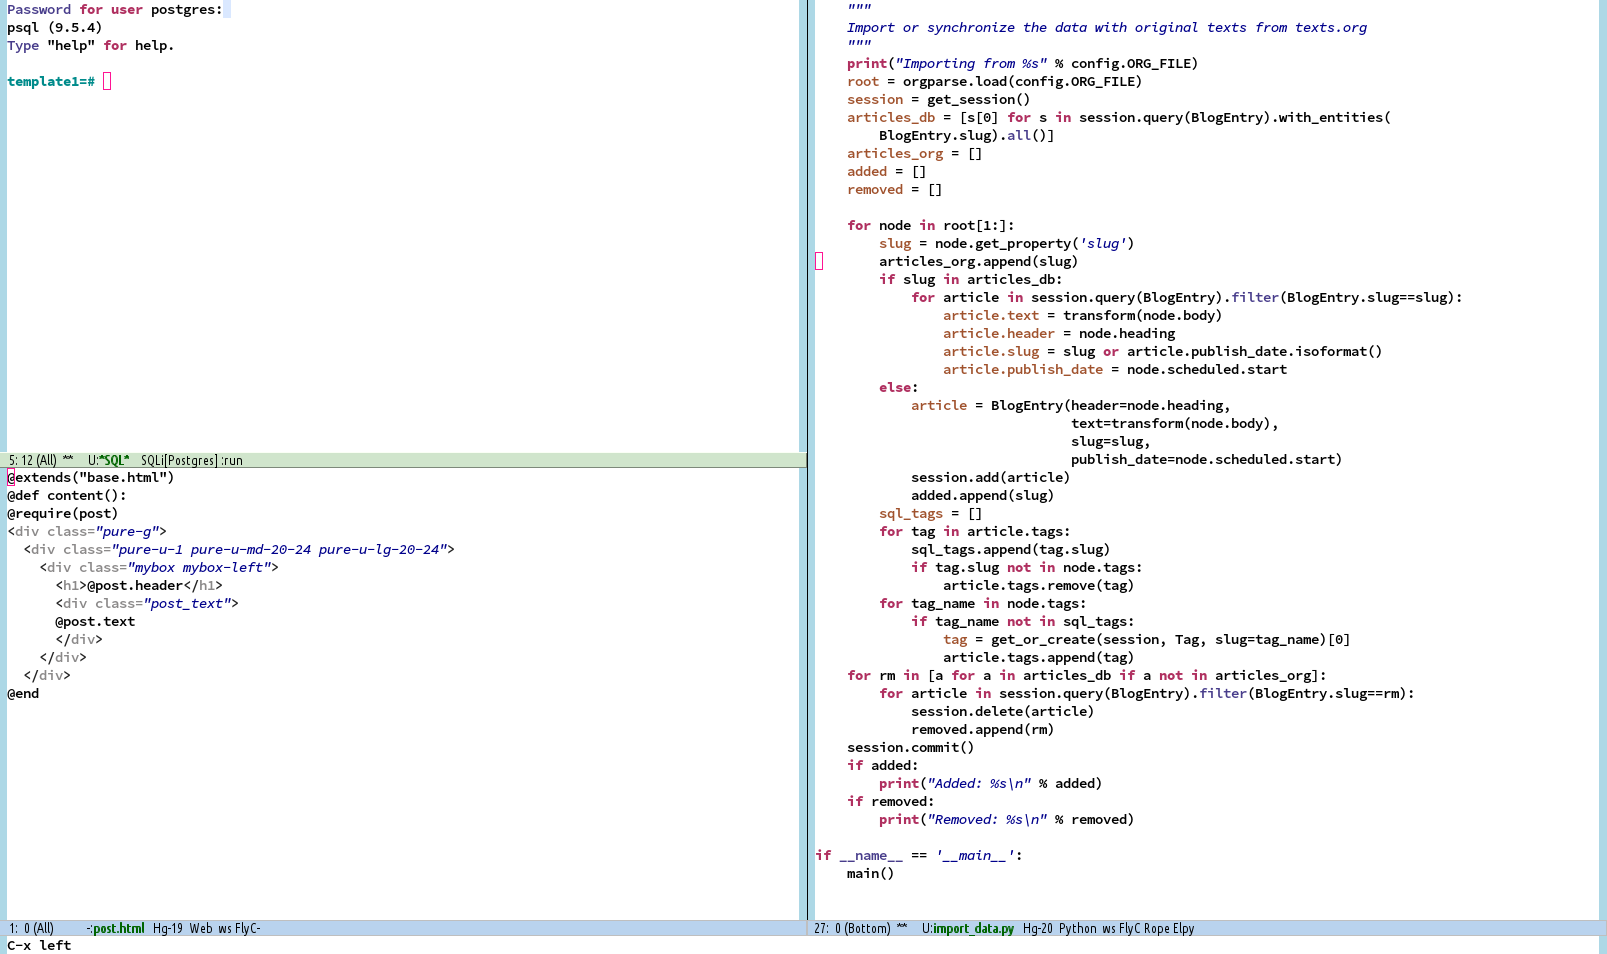 Password for user postgres:
psql (9.5.4)
Type "help" for help.

template1=#
5: 12 (All) ** U:*SQL* SQLi[Postgres] :run
@extends("base.html")
@def content():
@require(post)
<div class="pure-g">
  <div class="pure-u-1 pure-u-md-20-24 pure-u-lg-20-24">
    <div class="mybox mybox-left">
      <h1>@post.header</h1>
      <div class="post_text">
      @post.text
      </div>
    </div>
  </div>
@end
1: 0 (All) -:post.html Hg-19 Web ws FlyC-
    """
    Import or synchronize the data with original texts from texts.org
    """
    print("Importing from %s" % config.ORG_FILE)
    root = orgparse.load(config.ORG_FILE)
    session = get_session()
    articles_db = [s[0] for s in session.query(BlogEntry).with_entities(
        BlogEntry.slug).all()]
    articles_org = []
    added = []
    removed = []

    for node in root[1:]:
        slug = node.get_property('slug')
        articles_org.append(slug)
        if slug in articles_db:
            for article in session.query(BlogEntry).filter(BlogEntry.slug==slug):
                article.text = transform(node.body)
                article.header = node.heading
                article.slug = slug or article.publish_date.isoformat()
                article.publish_date = node.scheduled.start
        else:
            article = BlogEntry(header=node.heading,
                                text=transform(node.body),
                                slug=slug,
                                publish_date=node.scheduled.start)
            session.add(article)
            added.append(slug)
        sql_tags = []
        for tag in article.tags:
            sql_tags.append(tag.slug)
            if tag.slug not in node.tags:
                article.tags.remove(tag)
        for tag_name in node.tags:
            if tag_name not in sql_tags:
                tag = get_or_create(session, Tag, slug=tag_name)[0]
                article.tags.append(tag)
    for rm in [a for a in articles_db if a not in articles_org]:
        for article in session.query(BlogEntry).filter(BlogEntry.slug==rm):
            session.delete(article)
            removed.append(rm)
    session.commit()
    if added:
        print("Added: %s\n" % added)
    if removed:
        print("Removed: %s\n" % removed)

if __name__ == '__main__':
    main()
27: 0 (Bottom) ** U:import_data.py Hg-20 Python ws FlyC Rope Elpy
C-x left